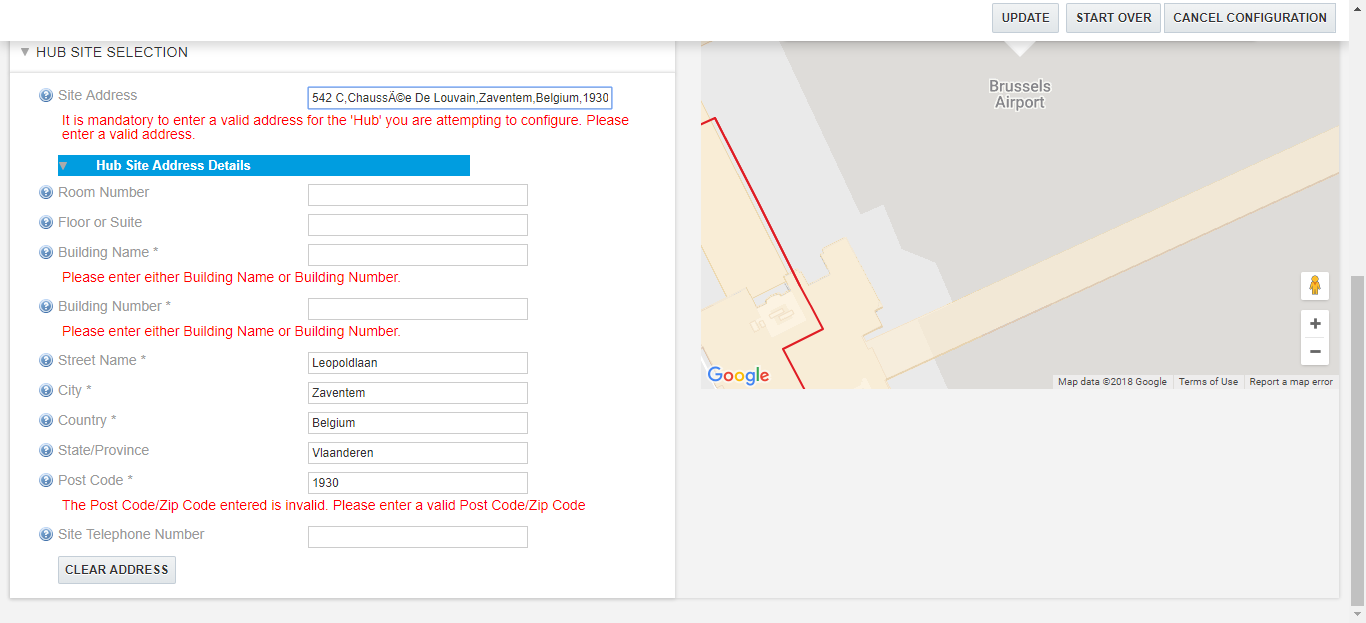 UPDATE
START OVER
CANCEL CONFIGURATION
HUB SITE SELECTION
Site Address
542 C,ChaussÃ©e De Louvain,Zaventem,Belgium,1930
It is mandatory to enter a valid address for the 'Hub' you are attempting to configure. Please
enter a valid address.
Hub Site Address Details
Room Number
Floor or Suite
Building Name *
Please enter either Building Name or Building Number.
Building Number *
Please enter either Building Name or Building Number.
Street Name *
Leopoldlaan
City *
Zaventem
Country *
Belgium
State/Province
Vlaanderen
Post Code *
1930
The Post Code/Zip Code entered is invalid. Please enter a valid Post Code/Zip Code
Site Telephone Number
CLEAR ADDRESS
Brussels
Airport
Google
Map data ©2018 Google
Terms of Use
Report a map error